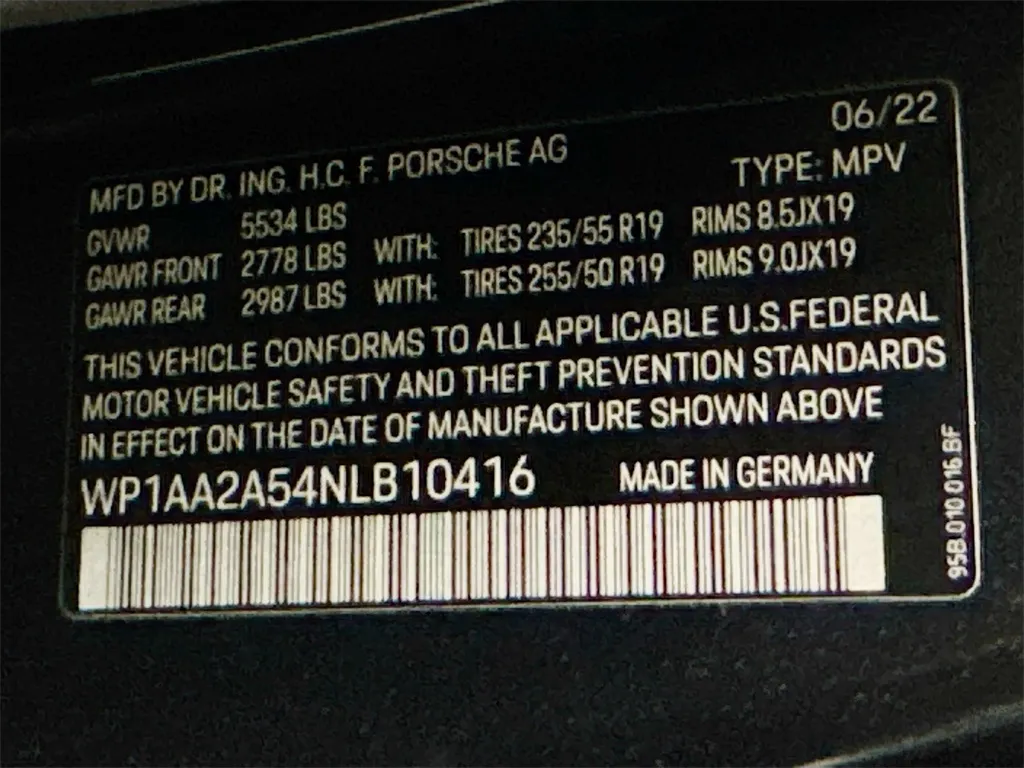 06/22
MFD BY DR. ING. H.C. F. PORSCHE AG TYPE: MPV
GVWR 5534 LBS
GAWR FRONT 2778 LBS WITH: TIRES 235/55 R19 RIMS 8.5JX19
GAWR REAR 2987 LBS WITH: TIRES 255/50 R19 RIMS 9.0JX19
THIS VEHICLE CONFORMS TO ALL APPLICABLE U.S.FEDERAL
MOTOR VEHICLE SAFETY AND THEFT PREVENTION STANDARDS
IN EFFECT ON THE DATE OF MANUFACTURE SHOWN ABOVE
WP1AA2A54NLB10416 MADE IN GERMANY
95B.010.016.BF